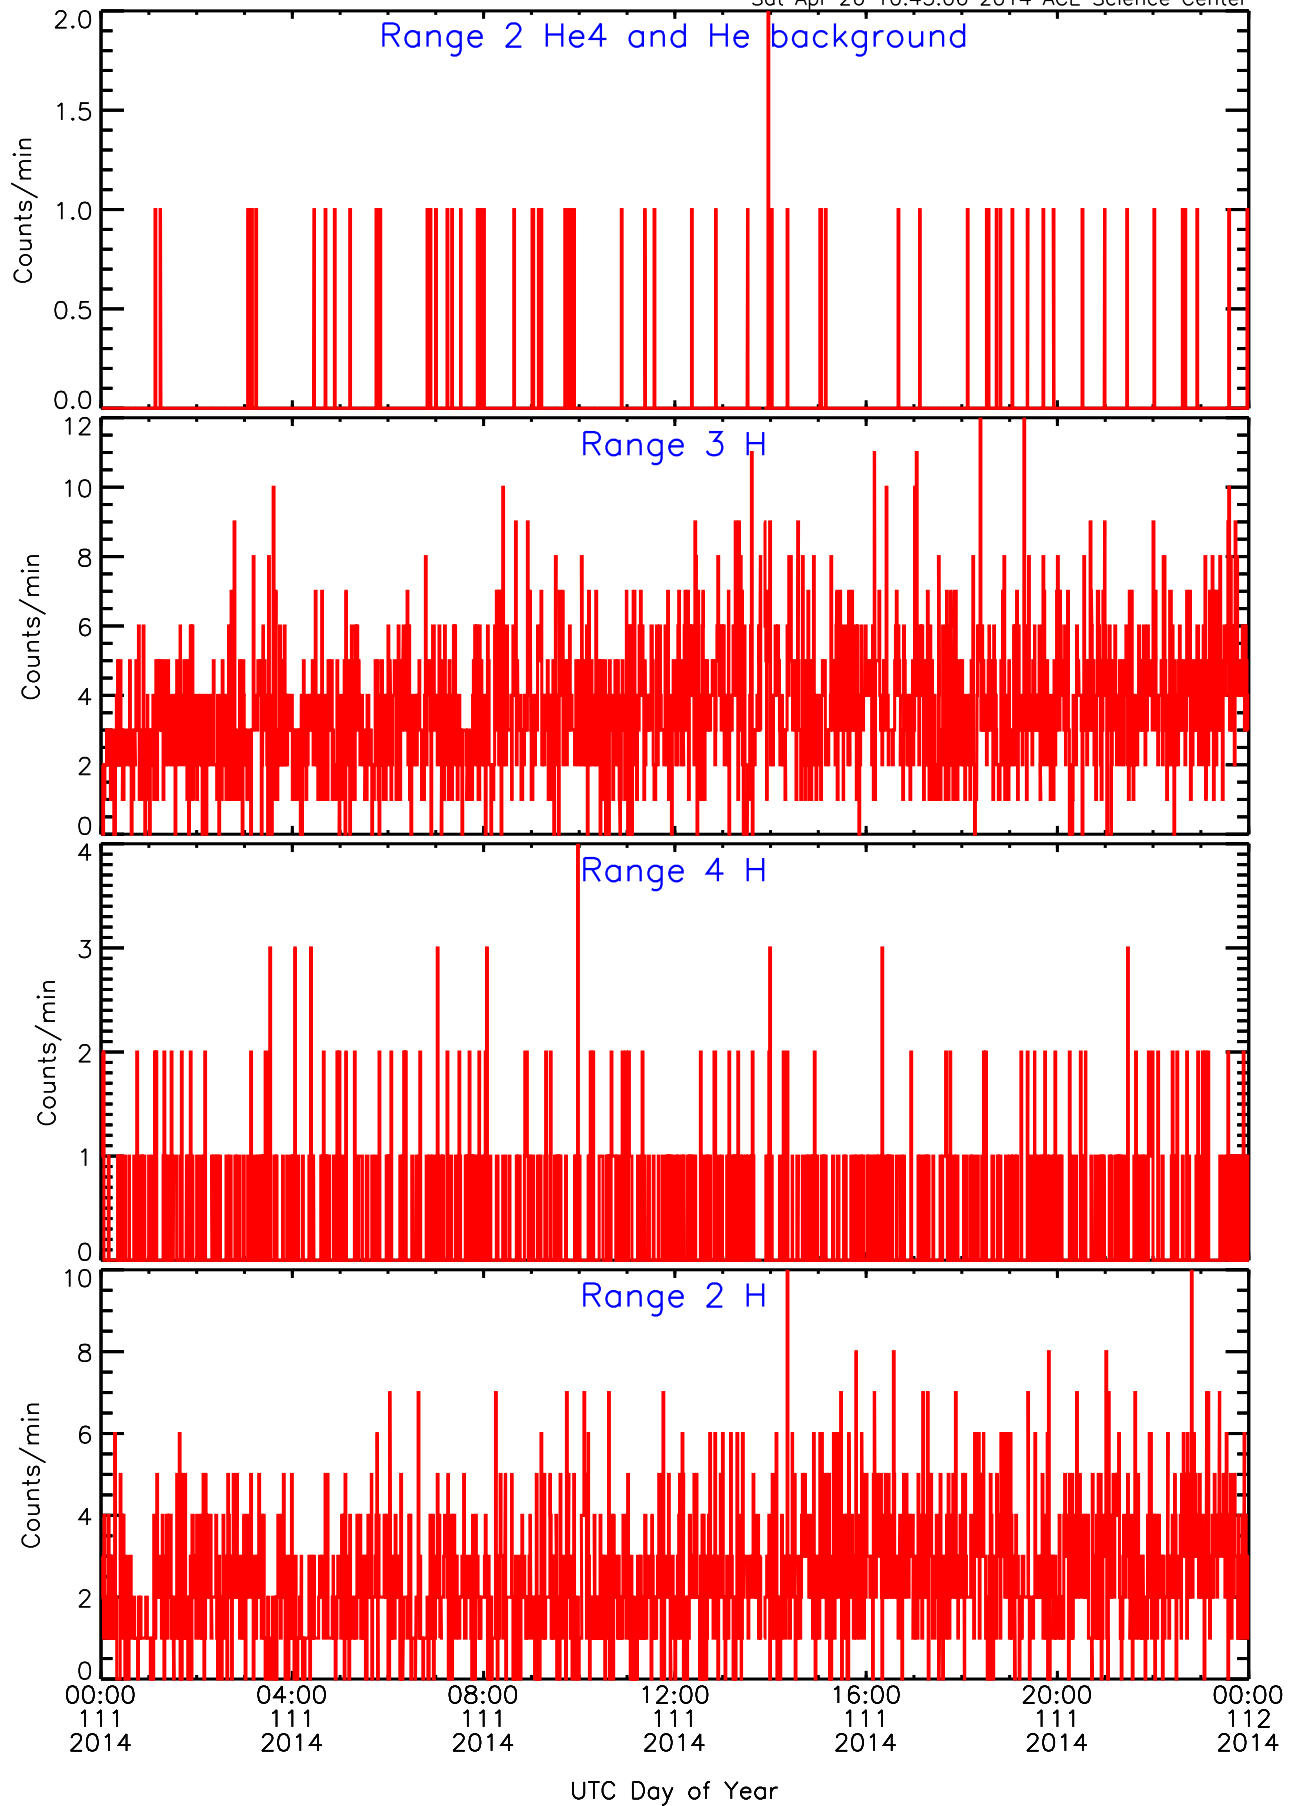 Range 2 He4 and He background
2.0
1.5
1.0
0.5
0.0
Counts/min
Range 3 H
12
10
8
6
4
2
0
Counts/min
Range 4 H
4
3
2
1
0
Counts/min
Range 2 H
10
8
6
4
2
0
Counts/min
00:00 04:00 08:00 12:00 16:00 20:00 00:00
111 111 111 111 111 111 112
2014 2014 2014 2014 2014 2014 2014
UTC Day of Year